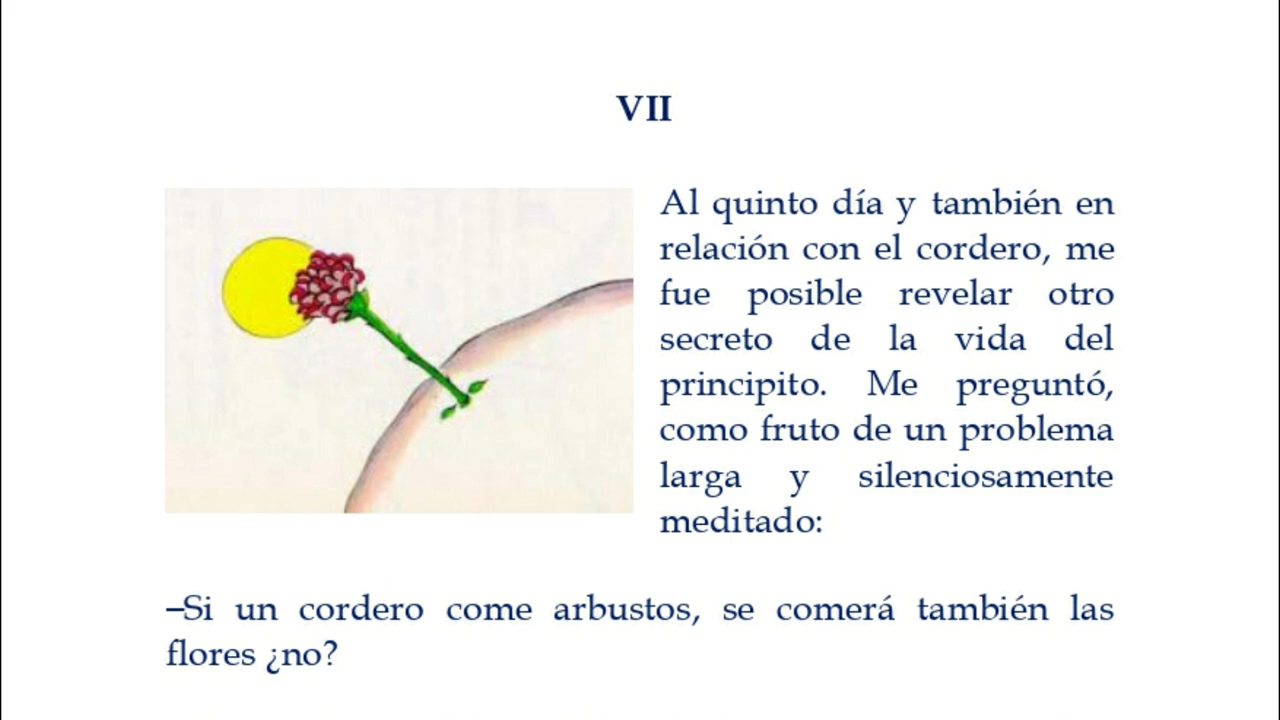 VII
Al quinto día y también en
relación con el cordero, me
fue posible revelar otro
secreto de la vida del
principito. Me preguntó,
como fruto de un problema
larga y silenciosamente
meditado:
–Si un cordero come arbustos, se comerá también las
flores ¿no?